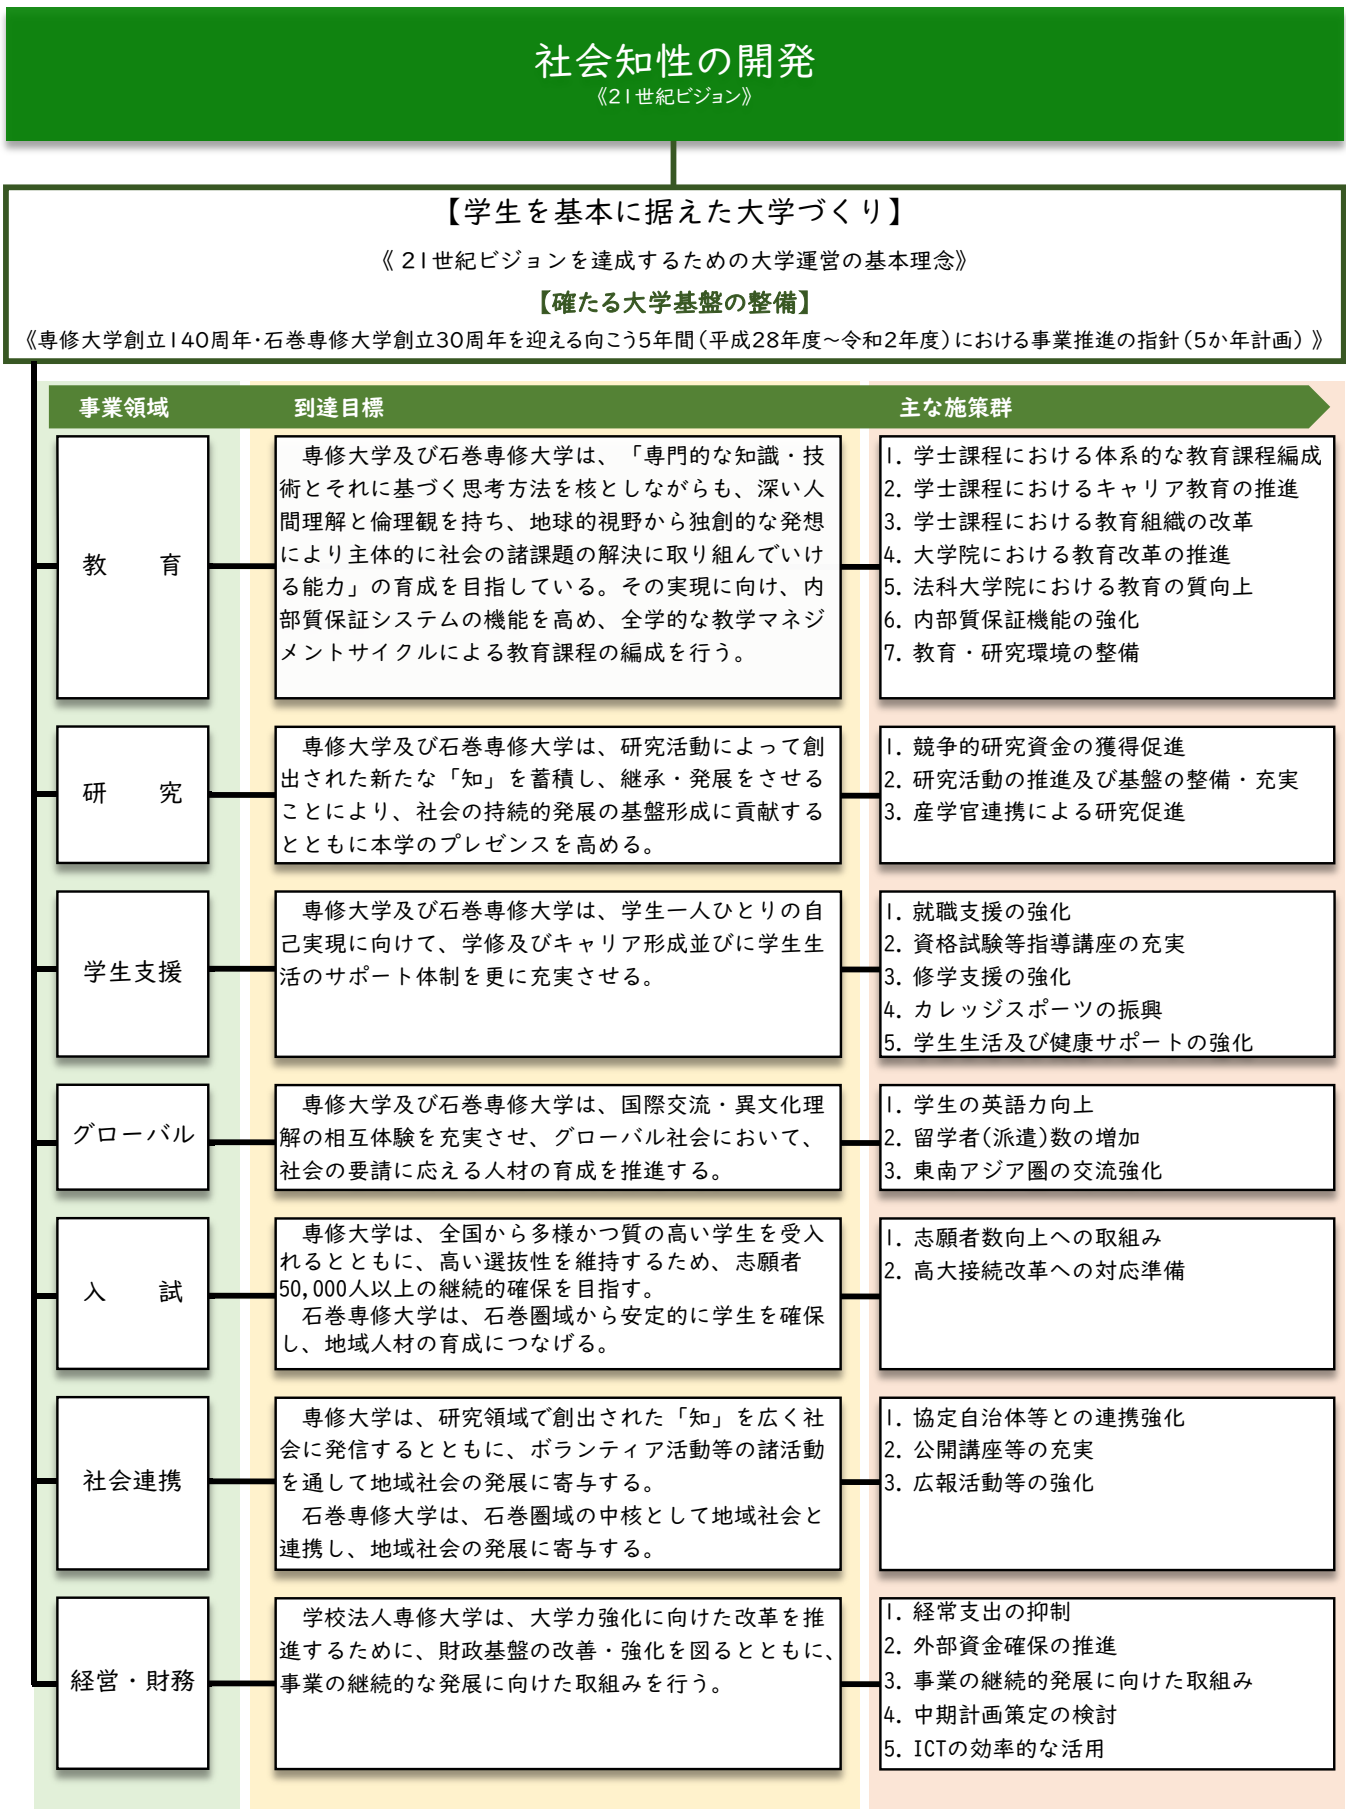 社会知性の開発
《21世紀ビジョン》
【学生を基本に据えた大学づくり】
《 21世紀ビジョンを達成するための大学運営の基本理念》
【確たる大学基盤の整備】
《専修大学創立140周年・石巻専修大学創立30周年を迎える向こう5年間（平成28年度～令和2年度）における事業推進の指針（5か年計画） 》
事業領域 到達目標 主な施策群
教 育
専修大学及び石巻専修大学は、「専門的な知識・技
術とそれに基づく思考方法を核としながらも、深い人
間理解と倫理観を持ち、地球的視野から独創的な発想
により主体的に社会の諸課題の解決に取り組んでいけ
る能力」の育成を目指している。その実現に向け、内
部質保証システムの機能を高め、全学的な教学マネジ
メントサイクルによる教育課程の編成を行う。
1. 学士課程における体系的な教育課程編成
2. 学士課程におけるキャリア教育の推進
3. 学士課程における教育組織の改革
4. 大学院における教育改革の推進
5. 法科大学院における教育の質向上
6. 内部質保証機能の強化
7. 教育・研究環境の整備
研 究
専修大学及び石巻専修大学は、研究活動によって創
出された新たな「知」を蓄積し、継承・発展をさせる
ことにより、社会の持続的発展の基盤形成に貢献する
とともに本学のプレゼンスを高める。
1. 競争的研究資金の獲得促進
2. 研究活動の推進及び基盤の整備・充実
3. 産学官連携による研究促進
学生支援
専修大学及び石巻専修大学は、学生一人ひとりの自
己実現に向けて、学修及びキャリア形成並びに学生生
活のサポート体制を更に充実させる。
1. 就職支援の強化
2. 資格試験等指導講座の充実
3. 修学支援の強化
4. カレッジスポーツの振興
5. 学生生活及び健康サポートの強化
グローバル
専修大学及び石巻専修大学は、国際交流・異文化理
解の相互体験を充実させ、グローバル社会において、
社会の要請に応える人材の育成を推進する。
1. 学生の英語力向上
2. 留学者(派遣)数の増加
3. 東南アジア圏の交流強化
入 試
専修大学は、全国から多様かつ質の高い学生を受入
れるとともに、高い選抜性を維持するため、志願者
50,000人以上の継続的確保を目指す。
石巻専修大学は、石巻圏域から安定的に学生を確保
し、地域人材の育成につなげる。
1. 志願者数向上への取組み
2. 高大接続改革への対応準備
社会連携
専修大学は、研究領域で創出された「知」を広く社
会に発信するとともに、ボランティア活動等の諸活動
を通して地域社会の発展に寄与する。
石巻専修大学は、石巻圏域の中核として地域社会と
連携し、地域社会の発展に寄与する。
1. 協定自治体等との連携強化
2. 公開講座等の充実
3. 広報活動等の強化
経営・財務
学校法人専修大学は、大学力強化に向けた改革を推
進するために、財政基盤の改善・強化を図るとともに、
事業の継続的な発展に向けた取組みを行う。
1. 経常支出の抑制
2. 外部資金確保の推進
3. 事業の継続的発展に向けた取組み
4. 中期計画策定の検討
5. ICTの効率的な活用